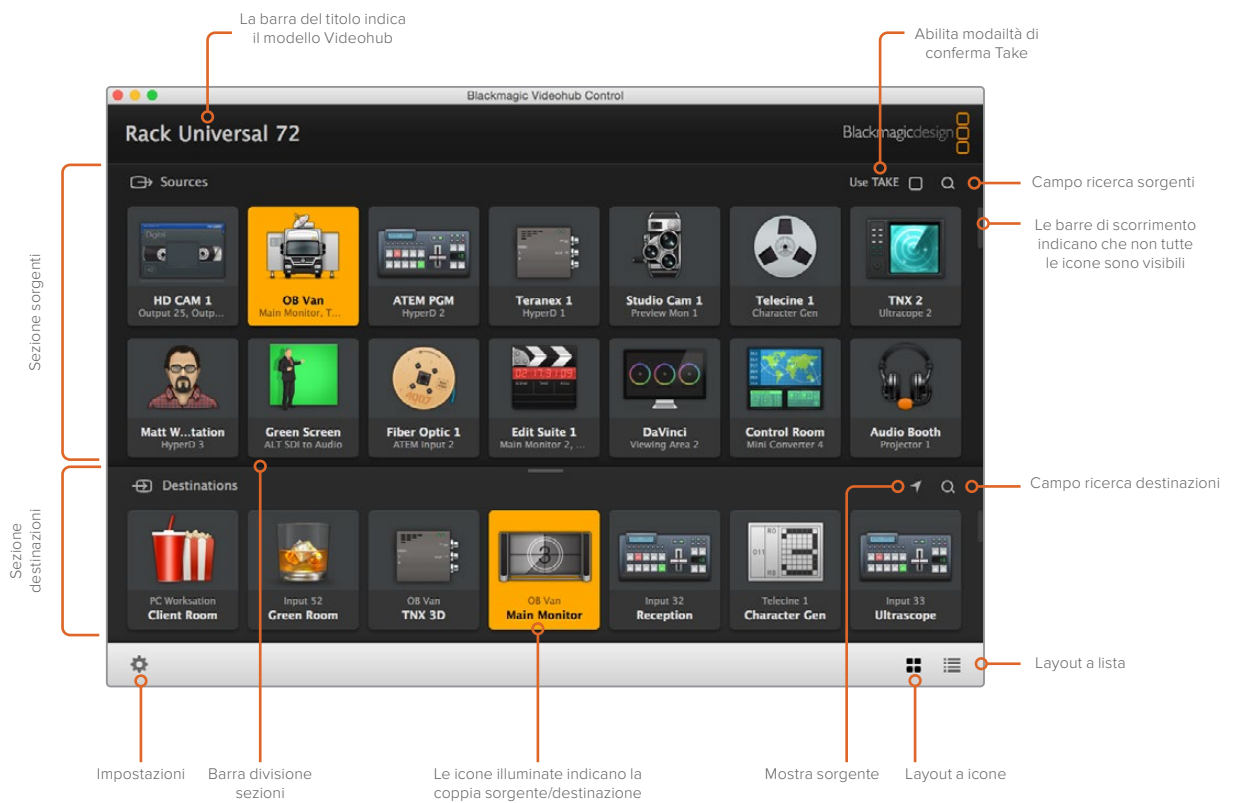 La barra del titolo indica
il modello Videohub
Abilita modailtà di
conferma Take
Blackmagic Videohub Control
Rack Universal 72
Blackmagicdesign
Sources
Use TAKE
Campo ricerca sorgenti
Le barre di scorrimento
indicano che non tutte
le icone sono visibili
Sezione sorgenti
Digital
HD CAM 1
Output 25, Outp...
OB Van
Main Monitor, T...
ATEM PGM
HyperD 2
Teranex 1
HyperD 1
Studio Cam 1
Preview Mon 1
Telecine 1
Character Gen
TNX 2
Ultrascope 2
Matt W...tation
HyperD 3
Green Screen
ALT SDI to Audio
AQ07
Fiber Optic 1
ATEM Input 2
Edit Suite 1
Main Monitor 2, ...
DaVinci
Viewing Area 2
Control Room
Mini Converter 4
Audio Booth
Projector 1
Destinations
Campo ricerca destinazioni
Sezione
destinazioni
PC Worksation
Client Room
Input 52
Green Room
OB Van
TNX 3D
3
OB Van
Main Monitor
Input 32
Reception
R0
011
R8
Telecine 1
Character Gen
Input 33
Ultrascope
Layout a lista
Impostazioni
Barra divisione
sezioni
Le icone illuminate indicano la
coppia sorgente/destinazione
Mostra sorgente
Layout a icone